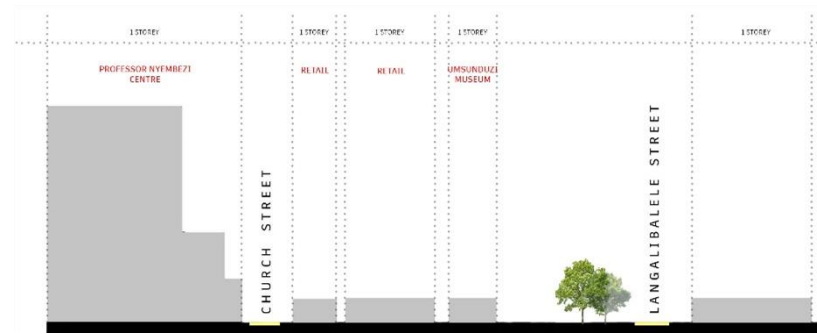 1 STOREY
1 STOREY
1 STOREY
1 STOREY
1 STOREY
PROFESSOR NYEMBEZI
CENTRE
RETAIL
RETAIL
UMSUNDUZI
MUSEUM
CHURCH STREET
LANGALIBALELE STREET